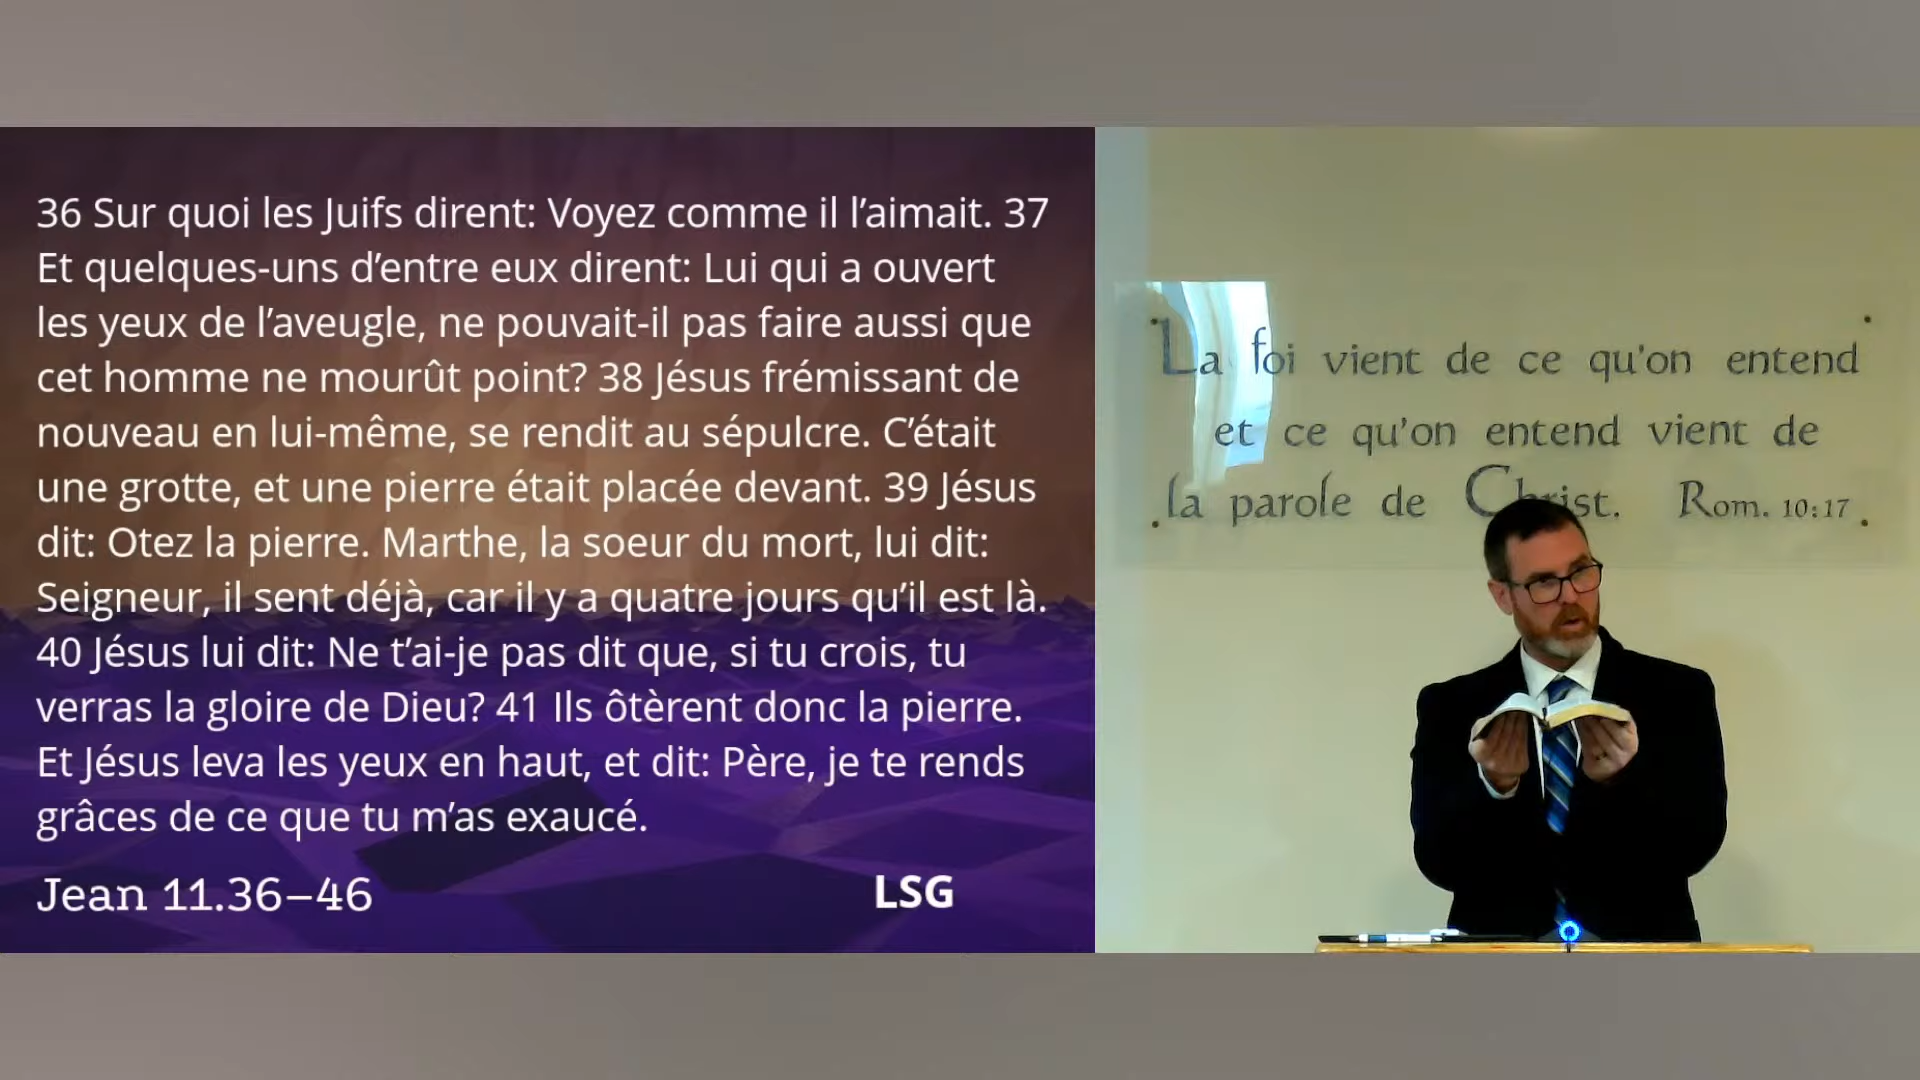 36 Sur quoi les Juifs dirent: Voyez comme il l’aimait. 37
Et quelques-uns d’entre eux dirent: Lui qui a ouvert
les yeux de l’aveugle, ne pouvait-il pas faire aussi que
cet homme ne mourût point? 38 Jésus frémissant de
nouveau en lui-même, se rendit au sépulcre. C’était
une grotte, et une pierre était placée devant. 39 Jésus
dit: Otez la pierre. Marthe, la soeur du mort, lui dit:
Seigneur, il sent déjà, car il y a quatre jours qu’il est là.
40 Jésus lui dit: Ne t’ai-je pas dit que, si tu crois, tu
verras la gloire de Dieu? 41 Ils ôtèrent donc la pierre.
Et Jésus leva les yeux en haut, et dit: Père, je te rends
grâces de ce que tu m’as exaucé.
Jean 11.36–46
LSG
La foi vient de ce qu'on entend
et ce qu'on entend vient de
la parole de Christ. Rom. 10:17